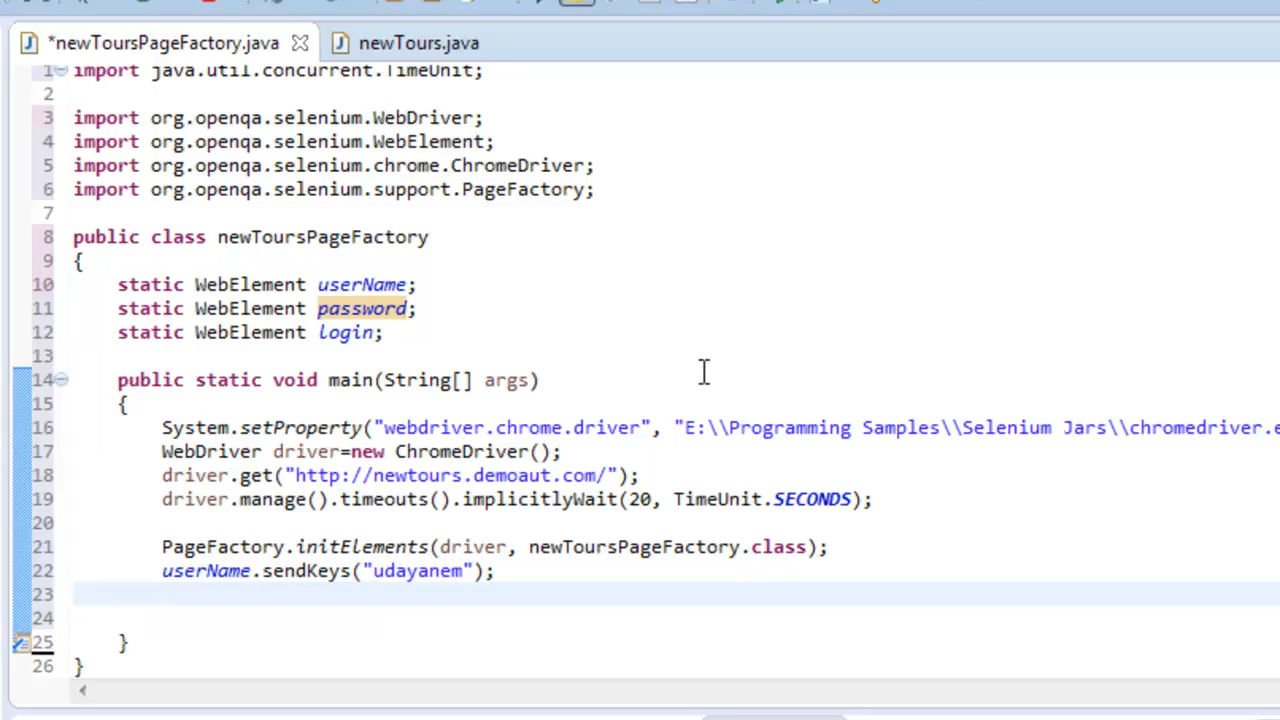 *newToursPageFactory.java newTours.java
1 import java.util.concurrent.TimeUnit;
2
3 import org.openqa.selenium.WebDriver;
4 import org.openqa.selenium.WebElement;
5 import org.openqa.selenium.chrome.ChromeDriver;
6 import org.openqa.selenium.support.PageFactory;
7
8 public class newToursPageFactory
9 {
10 static WebElement userName;
11 static WebElement password;
12 static WebElement login;
13
14 public static void main(String[] args)
15 {
16 System.setProperty("webdriver.chrome.driver", "E:\\Programming Samples\\Selenium Jars\\chromedriver.e
17 WebDriver driver=new ChromeDriver();
18 driver.get("http://newtours.demoaut.com/");
19 driver.manage().timeouts().implicitlyWait(20, TimeUnit.SECONDS);
20
21 PageFactory.initElements(driver, newToursPageFactory.class);
22 userName.sendKeys("udayanem");
23
24
25 }
26 }